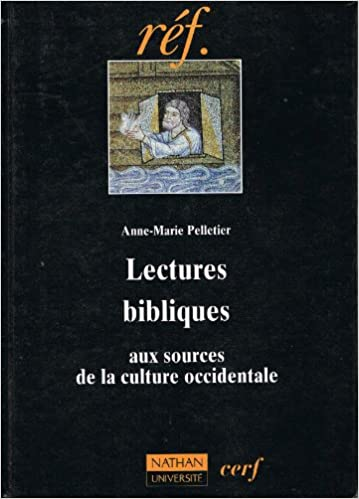 réf.
Anne-Marie Pelletier
Lectures
bibliques
aux sources
de la culture occidentale
NATHAN
UNIVERSITÉ
cerf